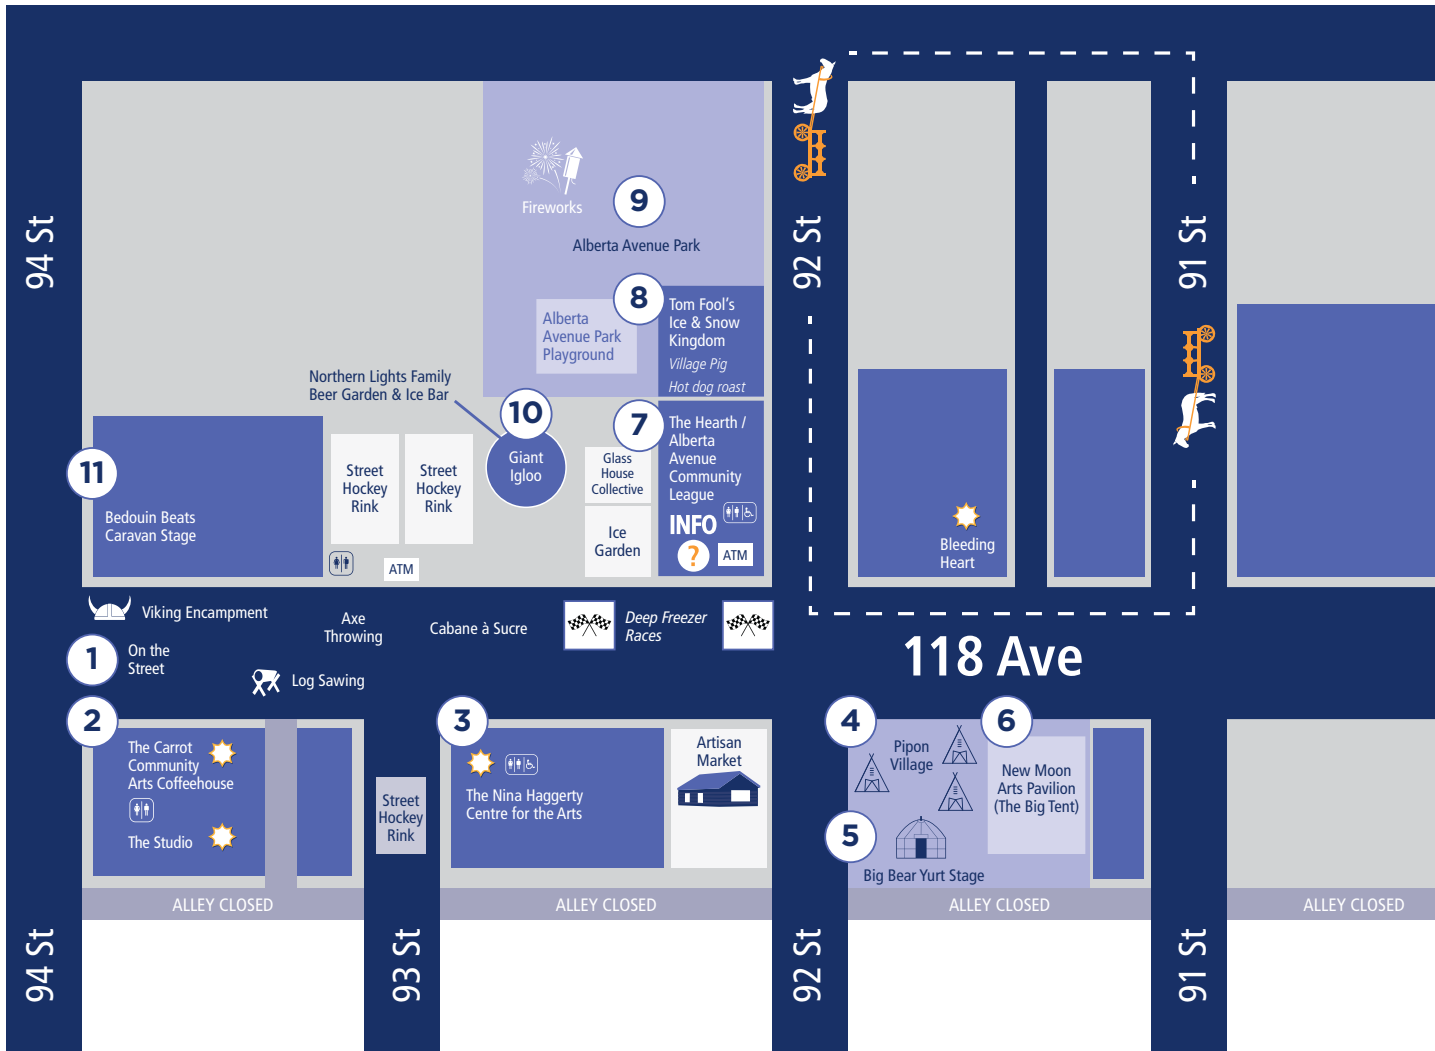 94 St
92 St
91 St
Fireworks
9
Alberta Avenue Park
8
Tom Fool's
Ice & Snow
Kingdom
Village Pig
Hot dog roast
Alberta
Avenue Park
Playground
Northern Lights Family
Beer Garden & Ice Bar
10
Giant
Igloo
7
The Hearth /
Alberta
Avenue
Community
League
INFO
?
ATM
Glass
House
Collective
Ice
Garden
11
Bedouin Beats
Caravan Stage
Street
Hockey
Rink
Street
Hockey
Rink
ATM
Bleeding
Heart
Viking Encampment
Axe
Throwing
Cabane à Sucre
Deep Freezer
Races
1
On the
Street
Log Sawing
118 Ave
2
The Carrot
Community
Arts Coffeehouse
The Studio
Street
Hockey
Rink
3
The Nina Haggerty
Centre for the Arts
Artisan
Market
4
Pipon
Village
5
Big Bear Yurt Stage
6
New Moon
Arts Pavilion
(The Big Tent)
ALLEY CLOSED
ALLEY CLOSED
ALLEY CLOSED
ALLEY CLOSED
94 St
93 St
92 St
91 St